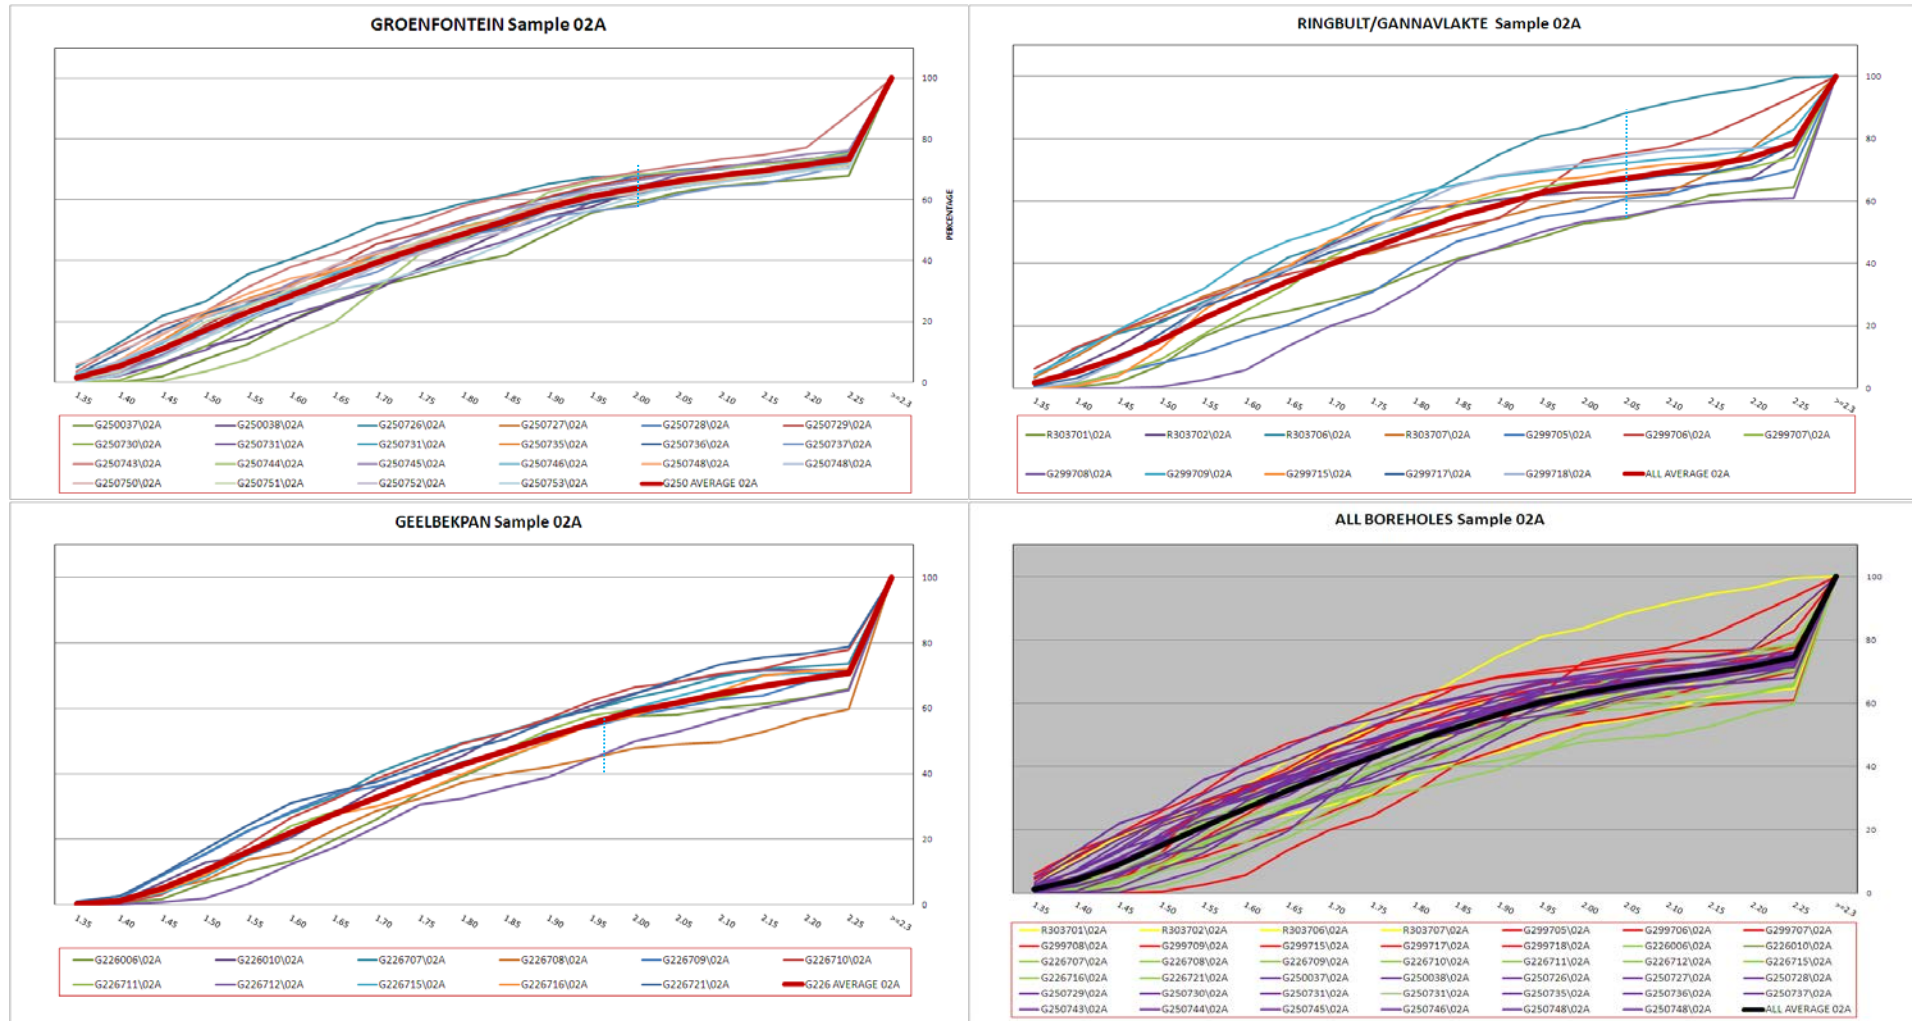 GROENFONTEIN Sample 02A
100
80
60
40
20
0
PERCENTAGE
1.35 1.40 1.45 1.50 1.55 1.60 1.65 1.70 1.75 1.80 1.85 1.90 1.95 2.00 2.05 2.10 2.15 2.20 2.25 >=2.3
G250037\02A G250038\02A G250726\02A G250727\02A G250728\02A G250729\02A
G250730\02A G250731\02A G250731\02A G250735\02A G250736\02A G250737\02A
G250743\02A G250744\02A G250745\02A G250746\02A G250748\02A G250748\02A
G250750\02A G250751\02A G250752\02A G250753\02A G250 AVERAGE 02A
RINGBULT/GANNAVLAKTE Sample 02A
100
80
60
40
20
0
1.35 1.40 1.45 1.50 1.55 1.60 1.65 1.70 1.75 1.80 1.85 1.90 1.95 2.00 2.05 2.10 2.15 2.20 2.25 >=2.3
R303701\02A R303702\02A R303706\02A R303707\02A G299705\02A G299706\02A G299707\02A
G299708\02A G299709\02A G299715\02A G299717\02A G299718\02A ALL AVERAGE 02A
GEELBEKPAN Sample 02A
100
80
60
40
20
0
1.35 1.40 1.45 1.50 1.55 1.60 1.65 1.70 1.75 1.80 1.85 1.90 1.95 2.00 2.05 2.10 2.15 2.20 2.25 >=2.3
G226006\02A G226010\02A G226707\02A G226708\02A G226709\02A G226710\02A
G226711\02A G226712\02A G226715\02A G226716\02A G226721\02A G226 AVERAGE 02A
ALL BOREHOLES Sample 02A
100
80
60
40
20
0
1.35 1.40 1.45 1.50 1.55 1.60 1.65 1.70 1.75 1.80 1.85 1.90 1.95 2.00 2.05 2.10 2.15 2.20 2.25 >=2.3
R303701\02A R303702\02A R303706\02A R303707\02A G299705\02A G299706\02A G299707\02A
G299708\02A G299709\02A G299715\02A G299717\02A G299718\02A G226006\02A G226010\02A
G226707\02A G226708\02A G226709\02A G226710\02A G226711\02A G226712\02A G226715\02A
G226716\02A G226721\02A G250037\02A G250038\02A G250726\02A G250727\02A G250728\02A
G250729\02A G250730\02A G250731\02A G250731\02A G250735\02A G250736\02A G250737\02A
G250743\02A G250744\02A G250745\02A G250746\02A G250748\02A G250748\02A ALL AVERAGE 02A